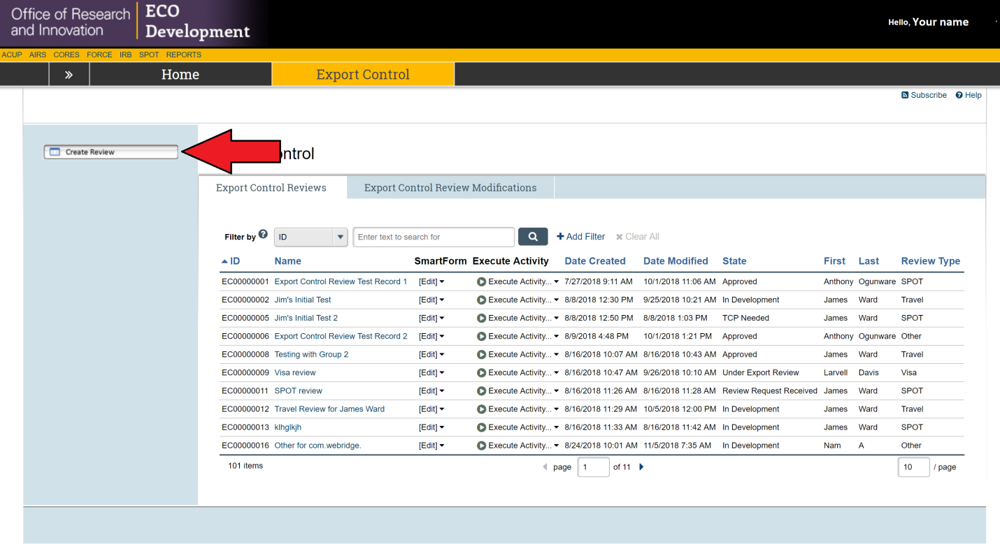 Office of Research and Innovation
ECO Development
Hello, Your name
ACUP AIRS CORES FORCE IRB SPOT REPORTS
» Home Export Control
Subscribe ? Help
Create Review
ntrol
Export Control Reviews Export Control Review Modifications
Filter by ? ID Enter text to search for + Add Filter ✖ Clear All
ID Name SmartForm Execute Activity Date Created Date Modified State First Last Review Type
EC00000001 Export Control Review Test Record 1 [Edit] Execute Activity... 7/27/2018 9:11 AM 10/1/2018 11:06 AM Approved Anthony Ogunware SPOT
EC00000002 Jim's Initial Test [Edit] Execute Activity... 8/8/2018 12:30 PM 9/25/2018 10:21 AM In Development James Ward Travel
EC00000005 Jim's Initial Test 2 [Edit] Execute Activity... 8/8/2018 12:50 PM 8/8/2018 1:03 PM TCP Needed James Ward SPOT
EC00000006 Export Control Review Test Record 2 [Edit] Execute Activity... 8/9/2018 4:48 PM 10/1/2018 1:21 PM Approved Anthony Ogunware Other
EC00000008 Testing with Group 2 [Edit] Execute Activity... 8/16/2018 10:07 AM 8/16/2018 10:43 AM Approved James Ward Travel
EC00000009 Visa review [Edit] Execute Activity... 8/16/2018 10:47 AM 9/26/2018 10:10 AM Under Export Review Larvell Davis Visa
EC00000011 SPOT review [Edit] Execute Activity... 8/16/2018 11:26 AM 8/16/2018 11:28 AM Review Request Received James Ward SPOT
EC00000012 Travel Review for James Ward [Edit] Execute Activity... 8/16/2018 11:29 AM 10/5/2018 12:00 PM In Development James Ward Travel
EC00000013 klhglkjh [Edit] Execute Activity... 8/16/2018 11:33 AM 8/16/2018 11:42 AM In Development James Ward SPOT
EC00000016 Other for com.webridge. [Edit] Execute Activity... 8/24/2018 10:01 AM 11/5/2018 7:35 AM In Development Nam A Other
101 items page 1 of 11 10 / page